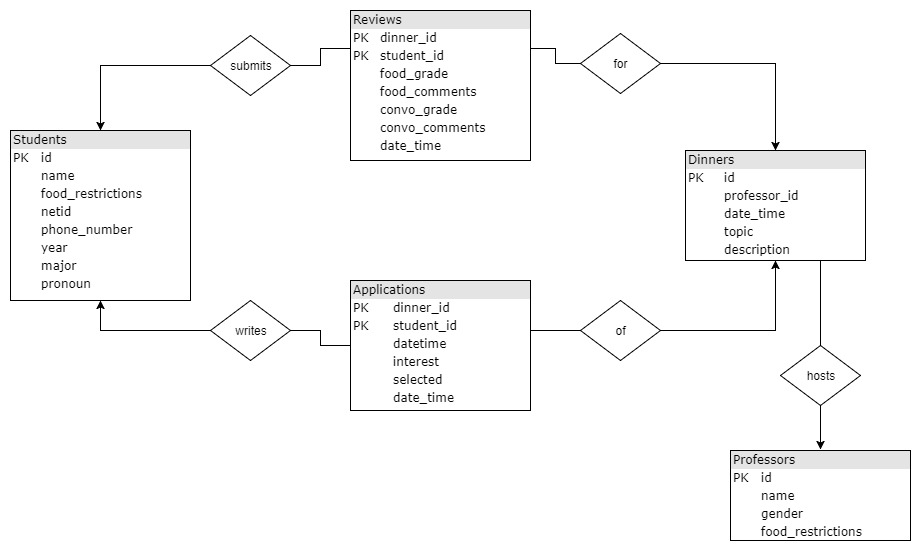 Reviews
PK dinner_id
PK student_id
food_grade
food_comments
convo_grade
convo_comments
date_time
submits
for
Students
PK id
name
food_restrictions
netid
phone_number
year
major
pronoun
Dinners
PK id
professor_id
date_time
topic
description
Applications
PK dinner_id
PK student_id
datetime
interest
selected
date_time
writes
of
hosts
Professors
PK id
name
gender
food_restrictions